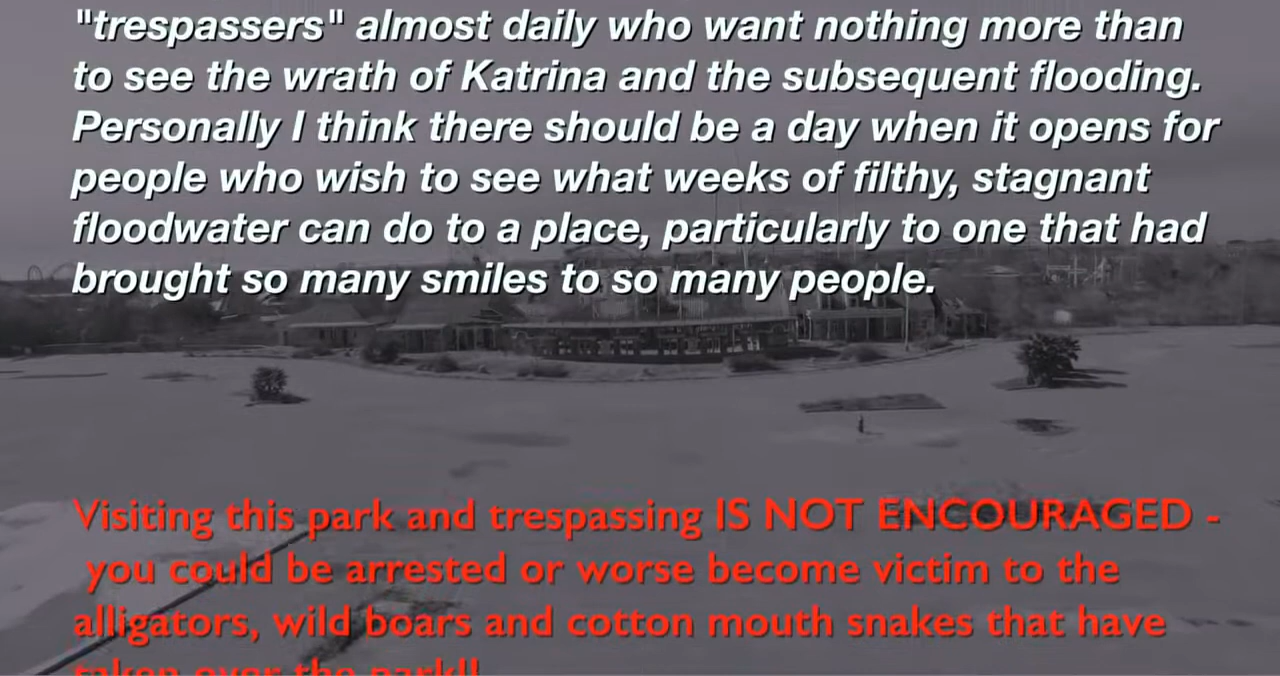 "trespassers" almost daily who want nothing more than
to see the wrath of Katrina and the subsequent flooding.
Personally I think there should be a day when it opens for
people who wish to see what weeks of filthy, stagnant
floodwater can do to a place, particularly to one that had
brought so many smiles to so many people.
Visiting this park and trespassing IS NOT ENCOURAGED -
you could be arrested or worse become victim to the
alligators, wild boars and cotton mouth snakes that have
taken over the park!!